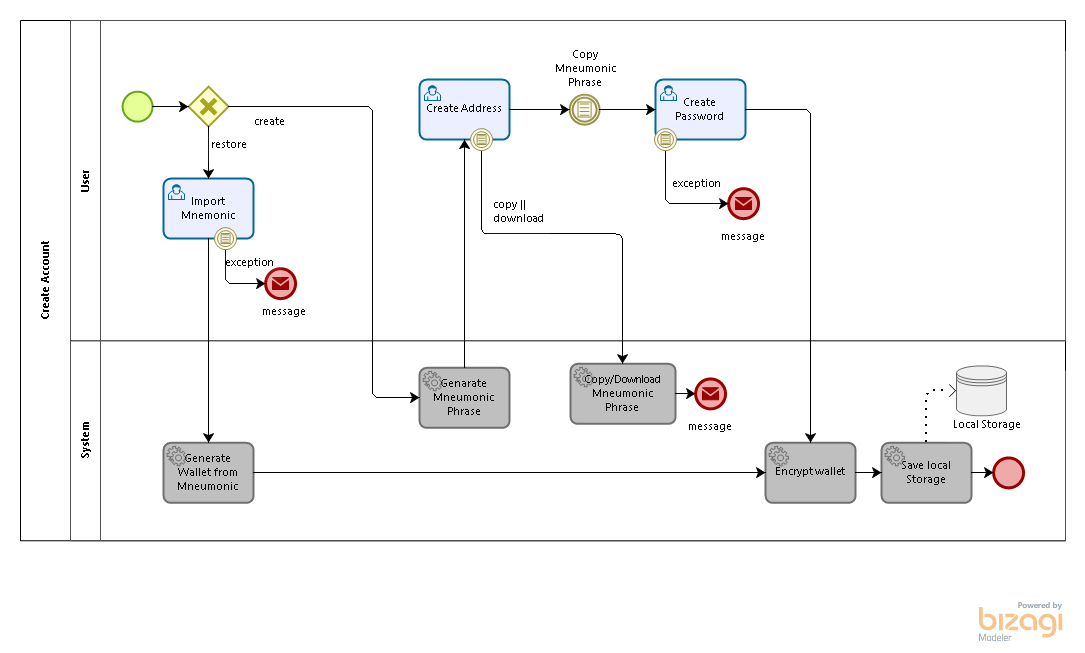 Create Account
User
System
create
restore
Import
Mnemonic
exception
message
Create Address
copy ||
download
Copy
Mneumonic
Phrase
Create
Password
exception
message
Genarate
Mneumonic
Phrase
Copy/Download
Mneumonic
Phrase
message
Generate
Wallet from
Mneumonic
Encrypt wallet
Save local
Storage
Local Storage
Powered by
bizagi
Modeler